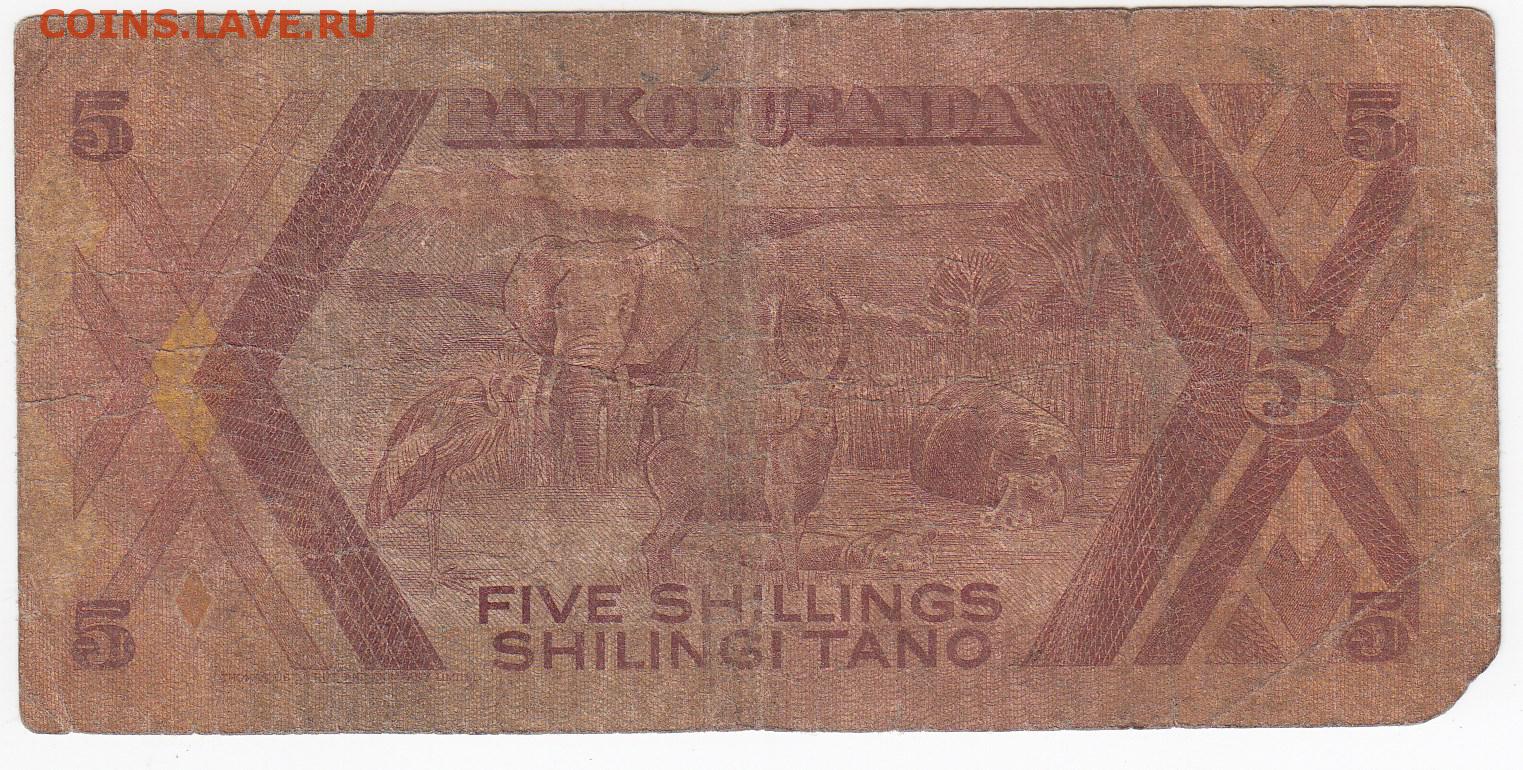 COINS.LAVE.RU
5 BANK OF UGANDA 5
5
FIVE SHILLINGS
5 SHILINGI TANO 5